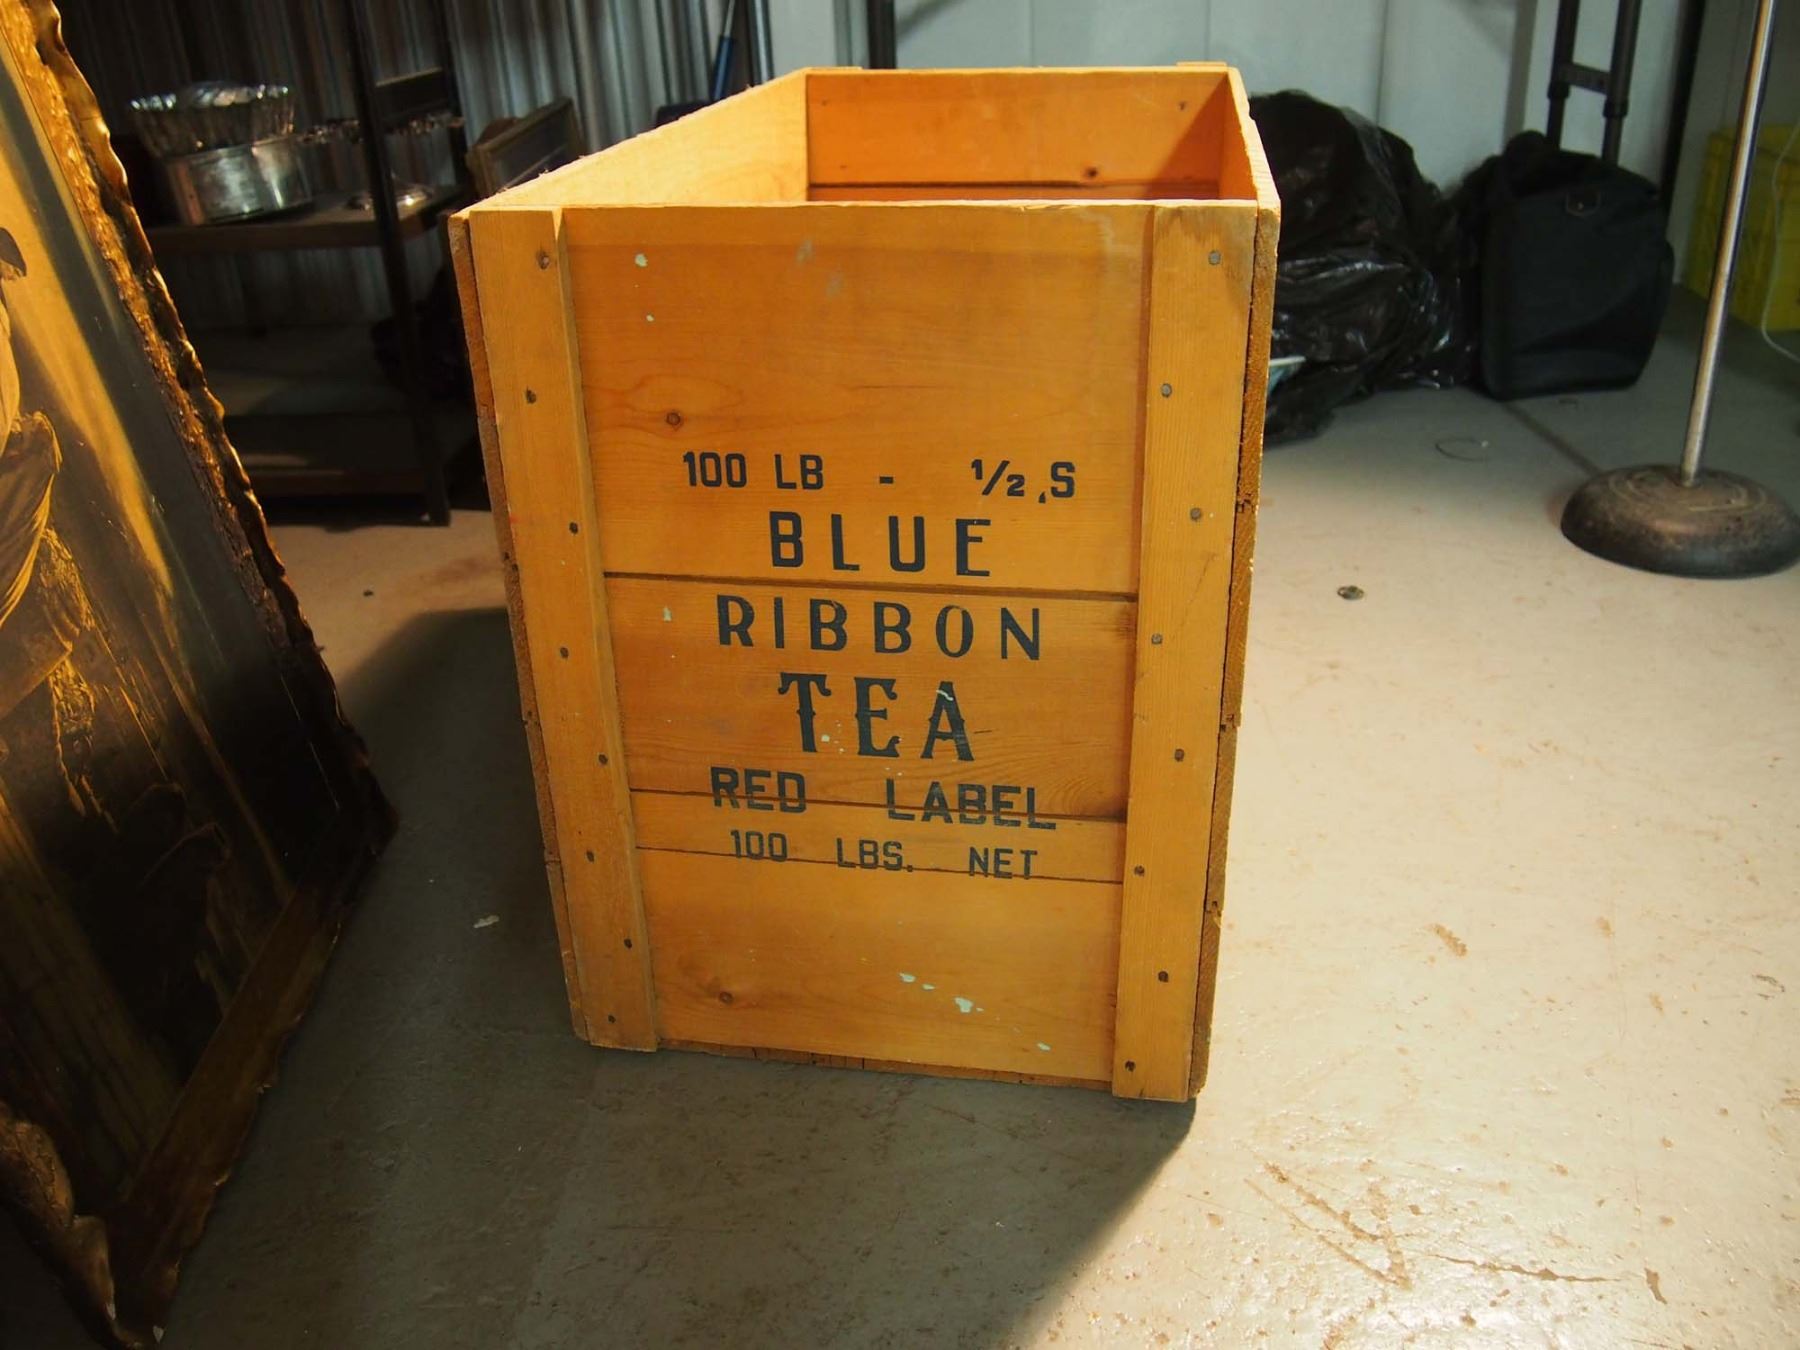 100 LB - ½'S
BLUE
RIBBON
TEA
RED LABEL
100 LBS. NET